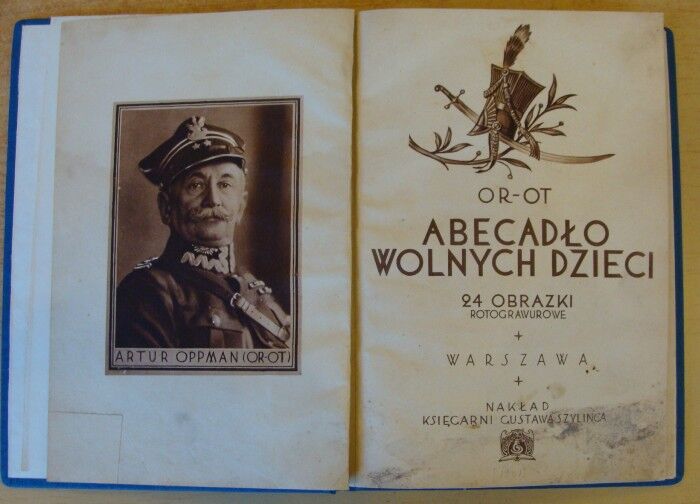 ARTUR OPPMAN (OR-OT)
OR-OT
ABECADŁO
WOLNYCH DZIECI
24 OBRAZKI
ROTOGRAWUROWE
+
WARSZAWA
+
NAKŁAD
KSIĘGARNI GUSTAWA SZYLINGA